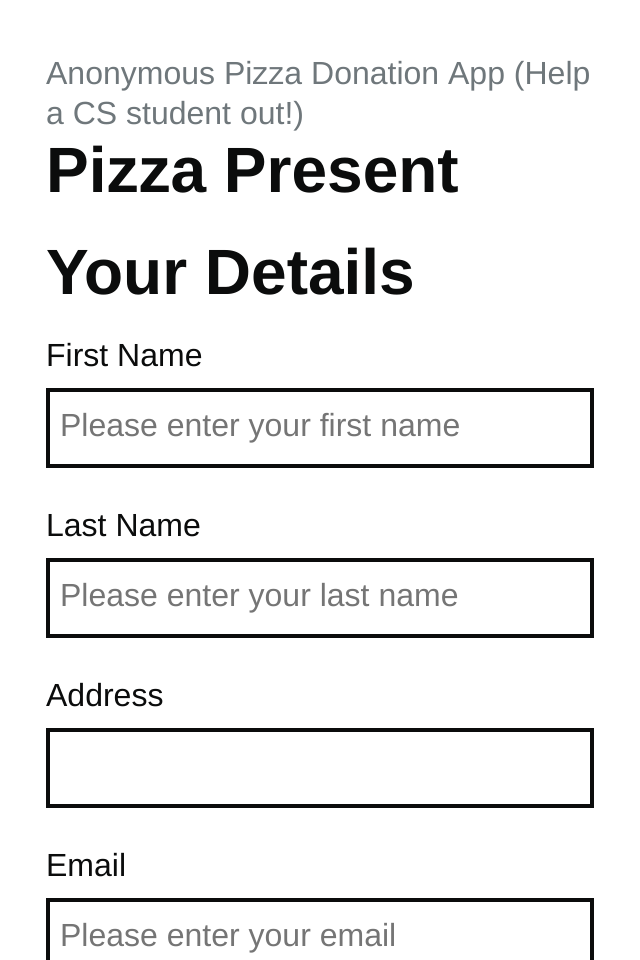 Anonymous Pizza Donation App (Help
a CS student out!)
Pizza Present
Your Details
First Name
Please enter your first name
Last Name
Please enter your last name
Address
Email
Please enter your email